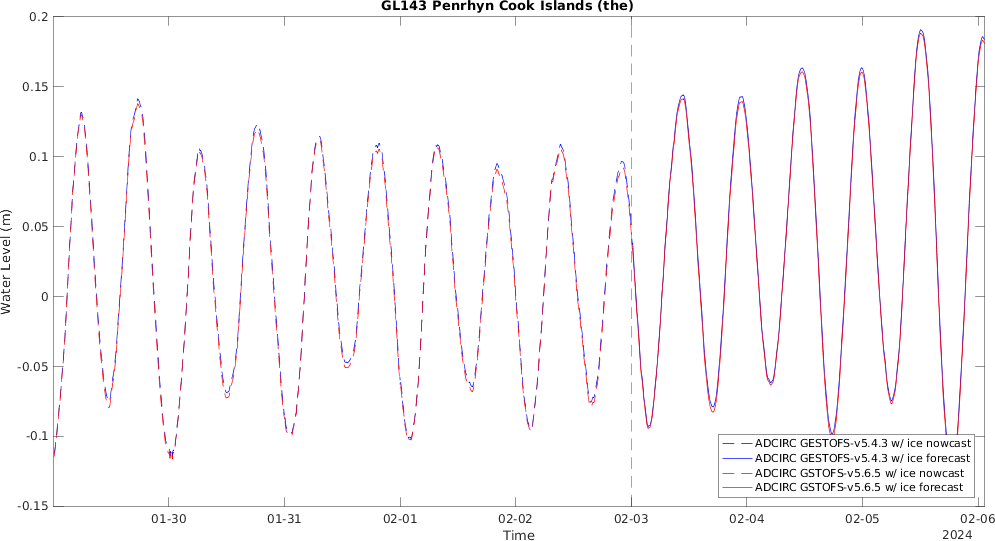 GL143 Penrhyn Cook Islands (the)
0.2
0.15
0.1
0.05
0
-0.05
-0.1
-0.15
Water Level (m)
01-30 01-31 02-01 02-02 02-03 02-04 02-05 02-06
Time
2024
ADCIRC GESTOFS-v5.4.3 w/ ice nowcast
ADCIRC GESTOFS-v5.4.3 w/ ice forecast
ADCIRC GSTOFS-v5.6.5 w/ ice nowcast
ADCIRC GSTOFS-v5.6.5 w/ ice forecast